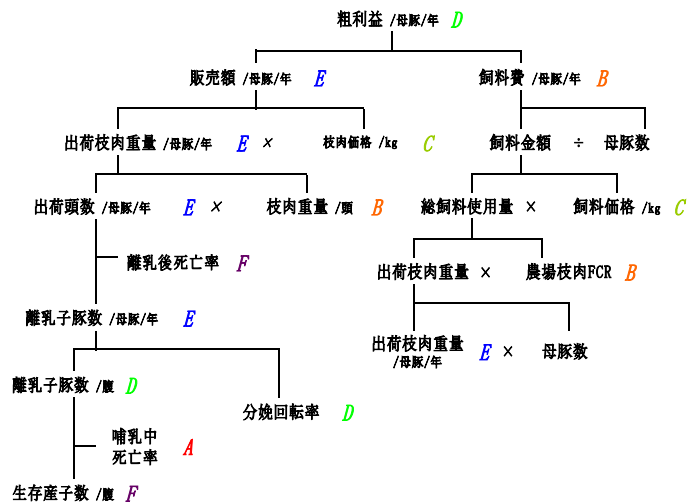 粗利益 /母豚/年 D
販売額 /母豚/年 E
飼料費 /母豚/年 B
出荷枝肉重量 /母豚/年 E × 枝肉価格 /kg C
飼料金額 ÷ 母豚数
出荷頭数 /母豚/年 E × 枝肉重量 /頭 B
総飼料使用量 × 飼料価格 /kg C
離乳後死亡率 F
出荷枝肉重量 × 農場枝肉FCR B
離乳子豚数 /母豚/年 E
出荷枝肉重量
/母豚/年 E × 母豚数
離乳子豚数 /腹 D
分娩回転率 D
哺乳中
死亡率 A
生存産子数 /腹 F